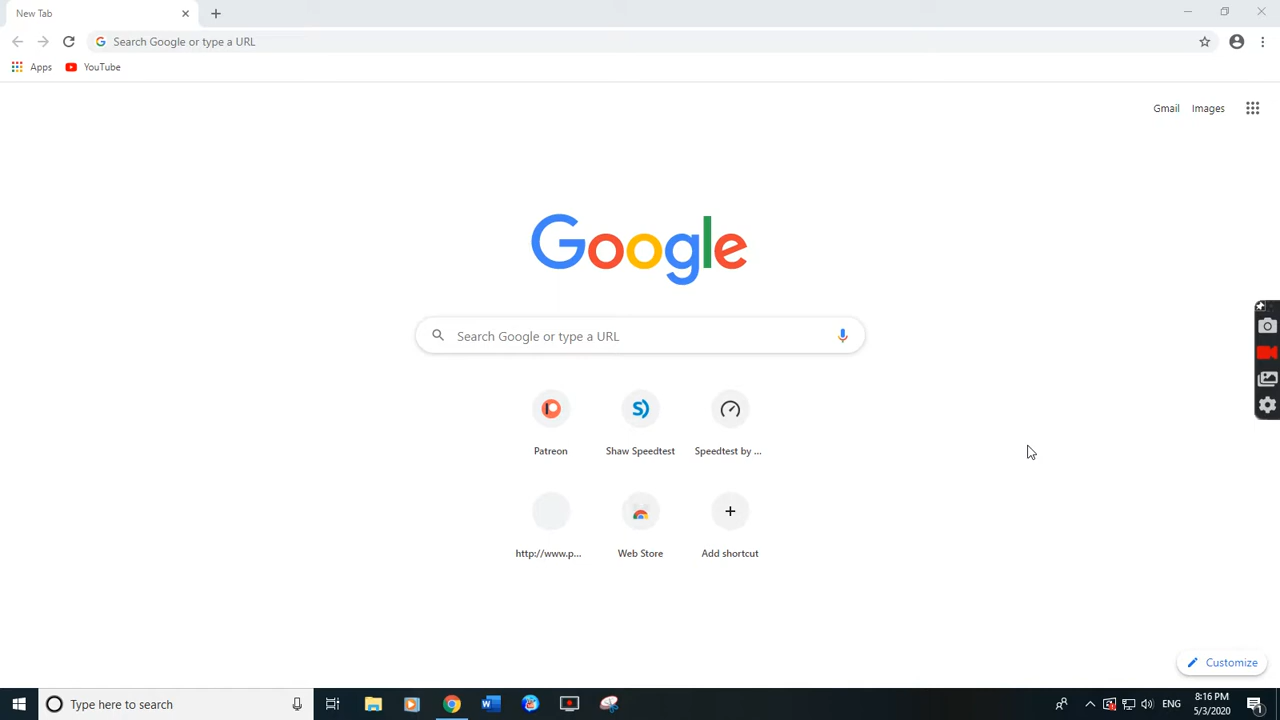 New Tab
Search Google or type a URL
Apps
YouTube
Gmail
Images
Google
Search Google or type a URL
Patreon
Shaw Speedtest
Speedtest by ...
http://www.p...
Web Store
Add shortcut
Customize
Type here to search
ENG
8:16 PM
5/3/2020
1